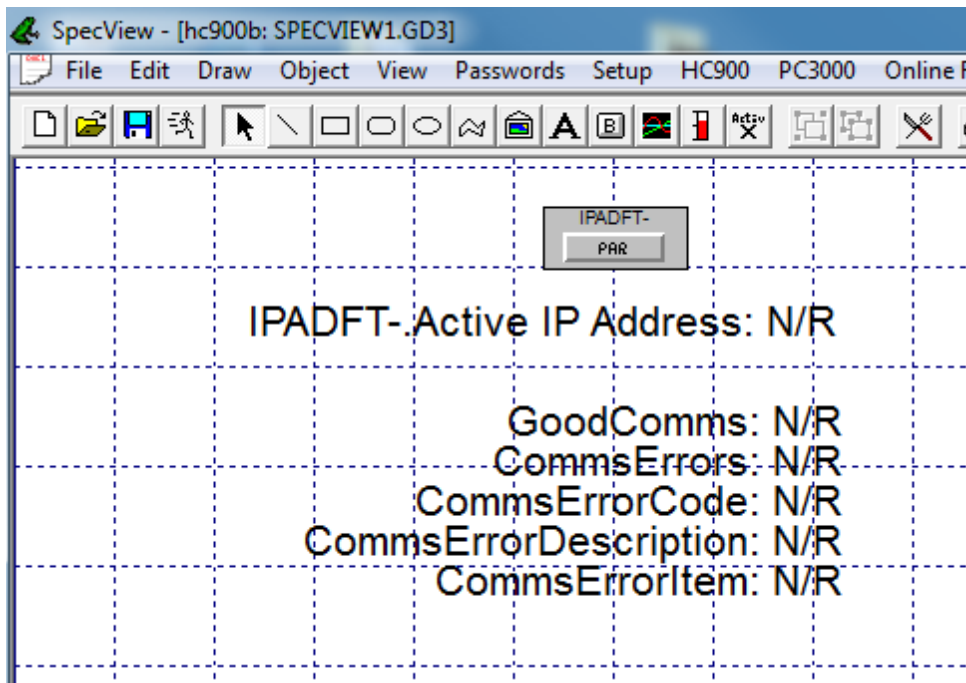 SpecView - [hc900b: SPECVIEW1.GD3]
File Edit Draw Object View Passwords Setup HC900 PC3000 Online
A B Activ X
IPADFT-
PAR
IPADFT-.Active IP Address: N/R
GoodComms: N/R
CommsErrors: N/R
CommsErrorCode: N/R
CommsErrorDescription: N/R
CommsErrorItem: N/R